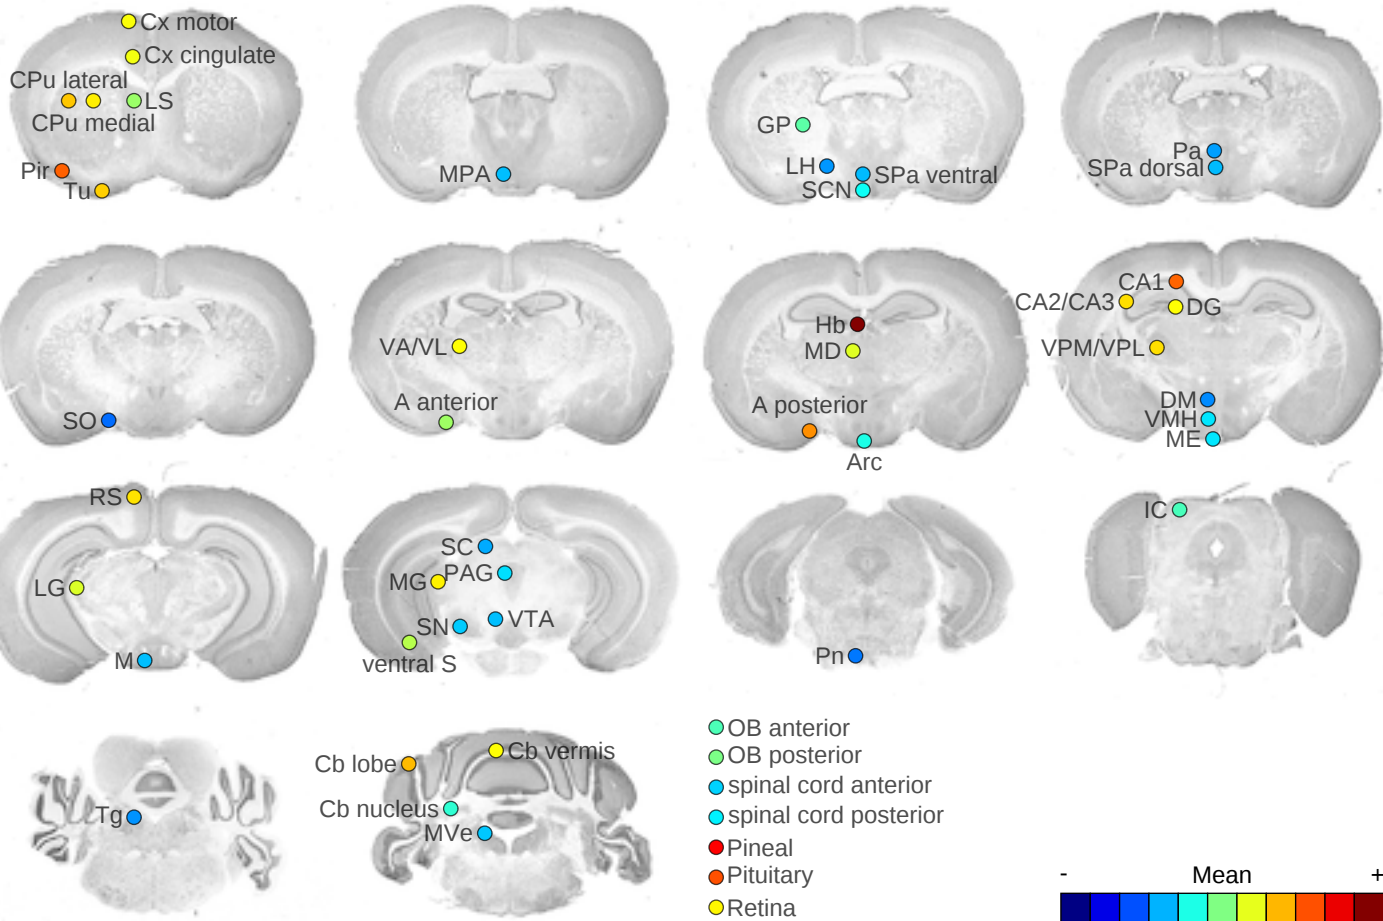 Cx motor
Cx cingulate
CPu lateral
LS
CPu medial
Pir
Tu
MPA
GP
LH
SPa ventral
SCN
Pa
SPa dorsal
SO
VA/VL
A anterior
Hb
MD
A posterior
Arc
CA1
CA2/CA3
DG
VPM/VPL
DM
VMH
ME
RS
LG
M
SC
PAG
MG
VTA
SN
ventral S
Pn
IC
Tg
Cb vermis
Cb lobe
Cb nucleus
MVe
OB anterior
OB posterior
spinal cord anterior
spinal cord posterior
Pineal
Pituitary
Retina
- Mean +